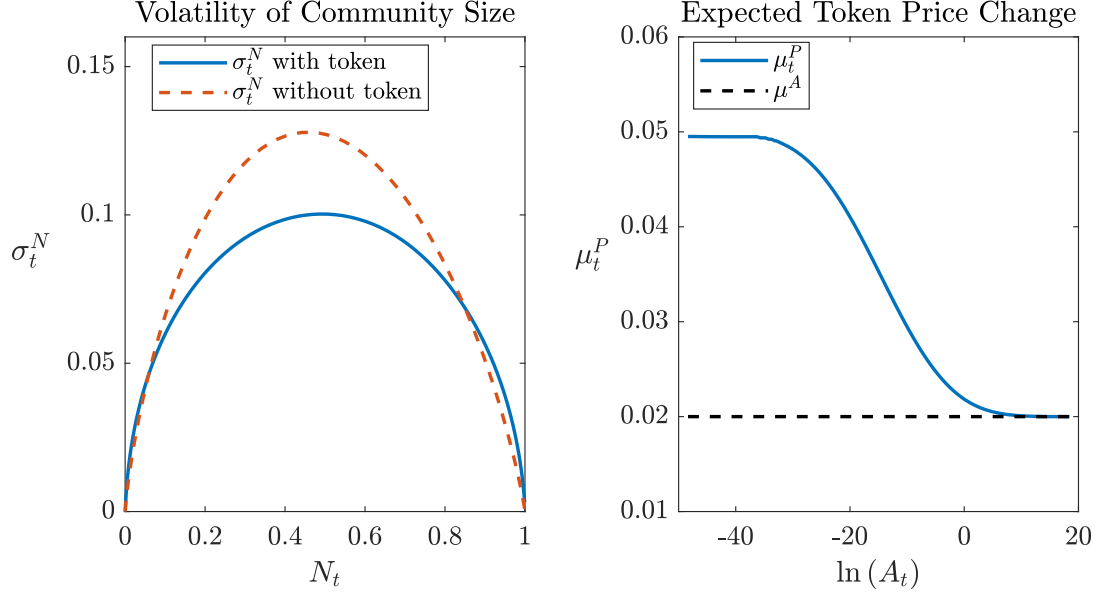 Volatility of Community Size
σ_t^N with token
σ_t^N without token
0.15
0.1
0.05
0
σ_t^N
0 0.2 0.4 0.6 0.8 1
N_t
Expected Token Price Change
μ_t^P
μ^A
0.06
0.05
0.04
0.03
0.02
0.01
μ_t^P
-40 -20 0 20
ln (A_t)